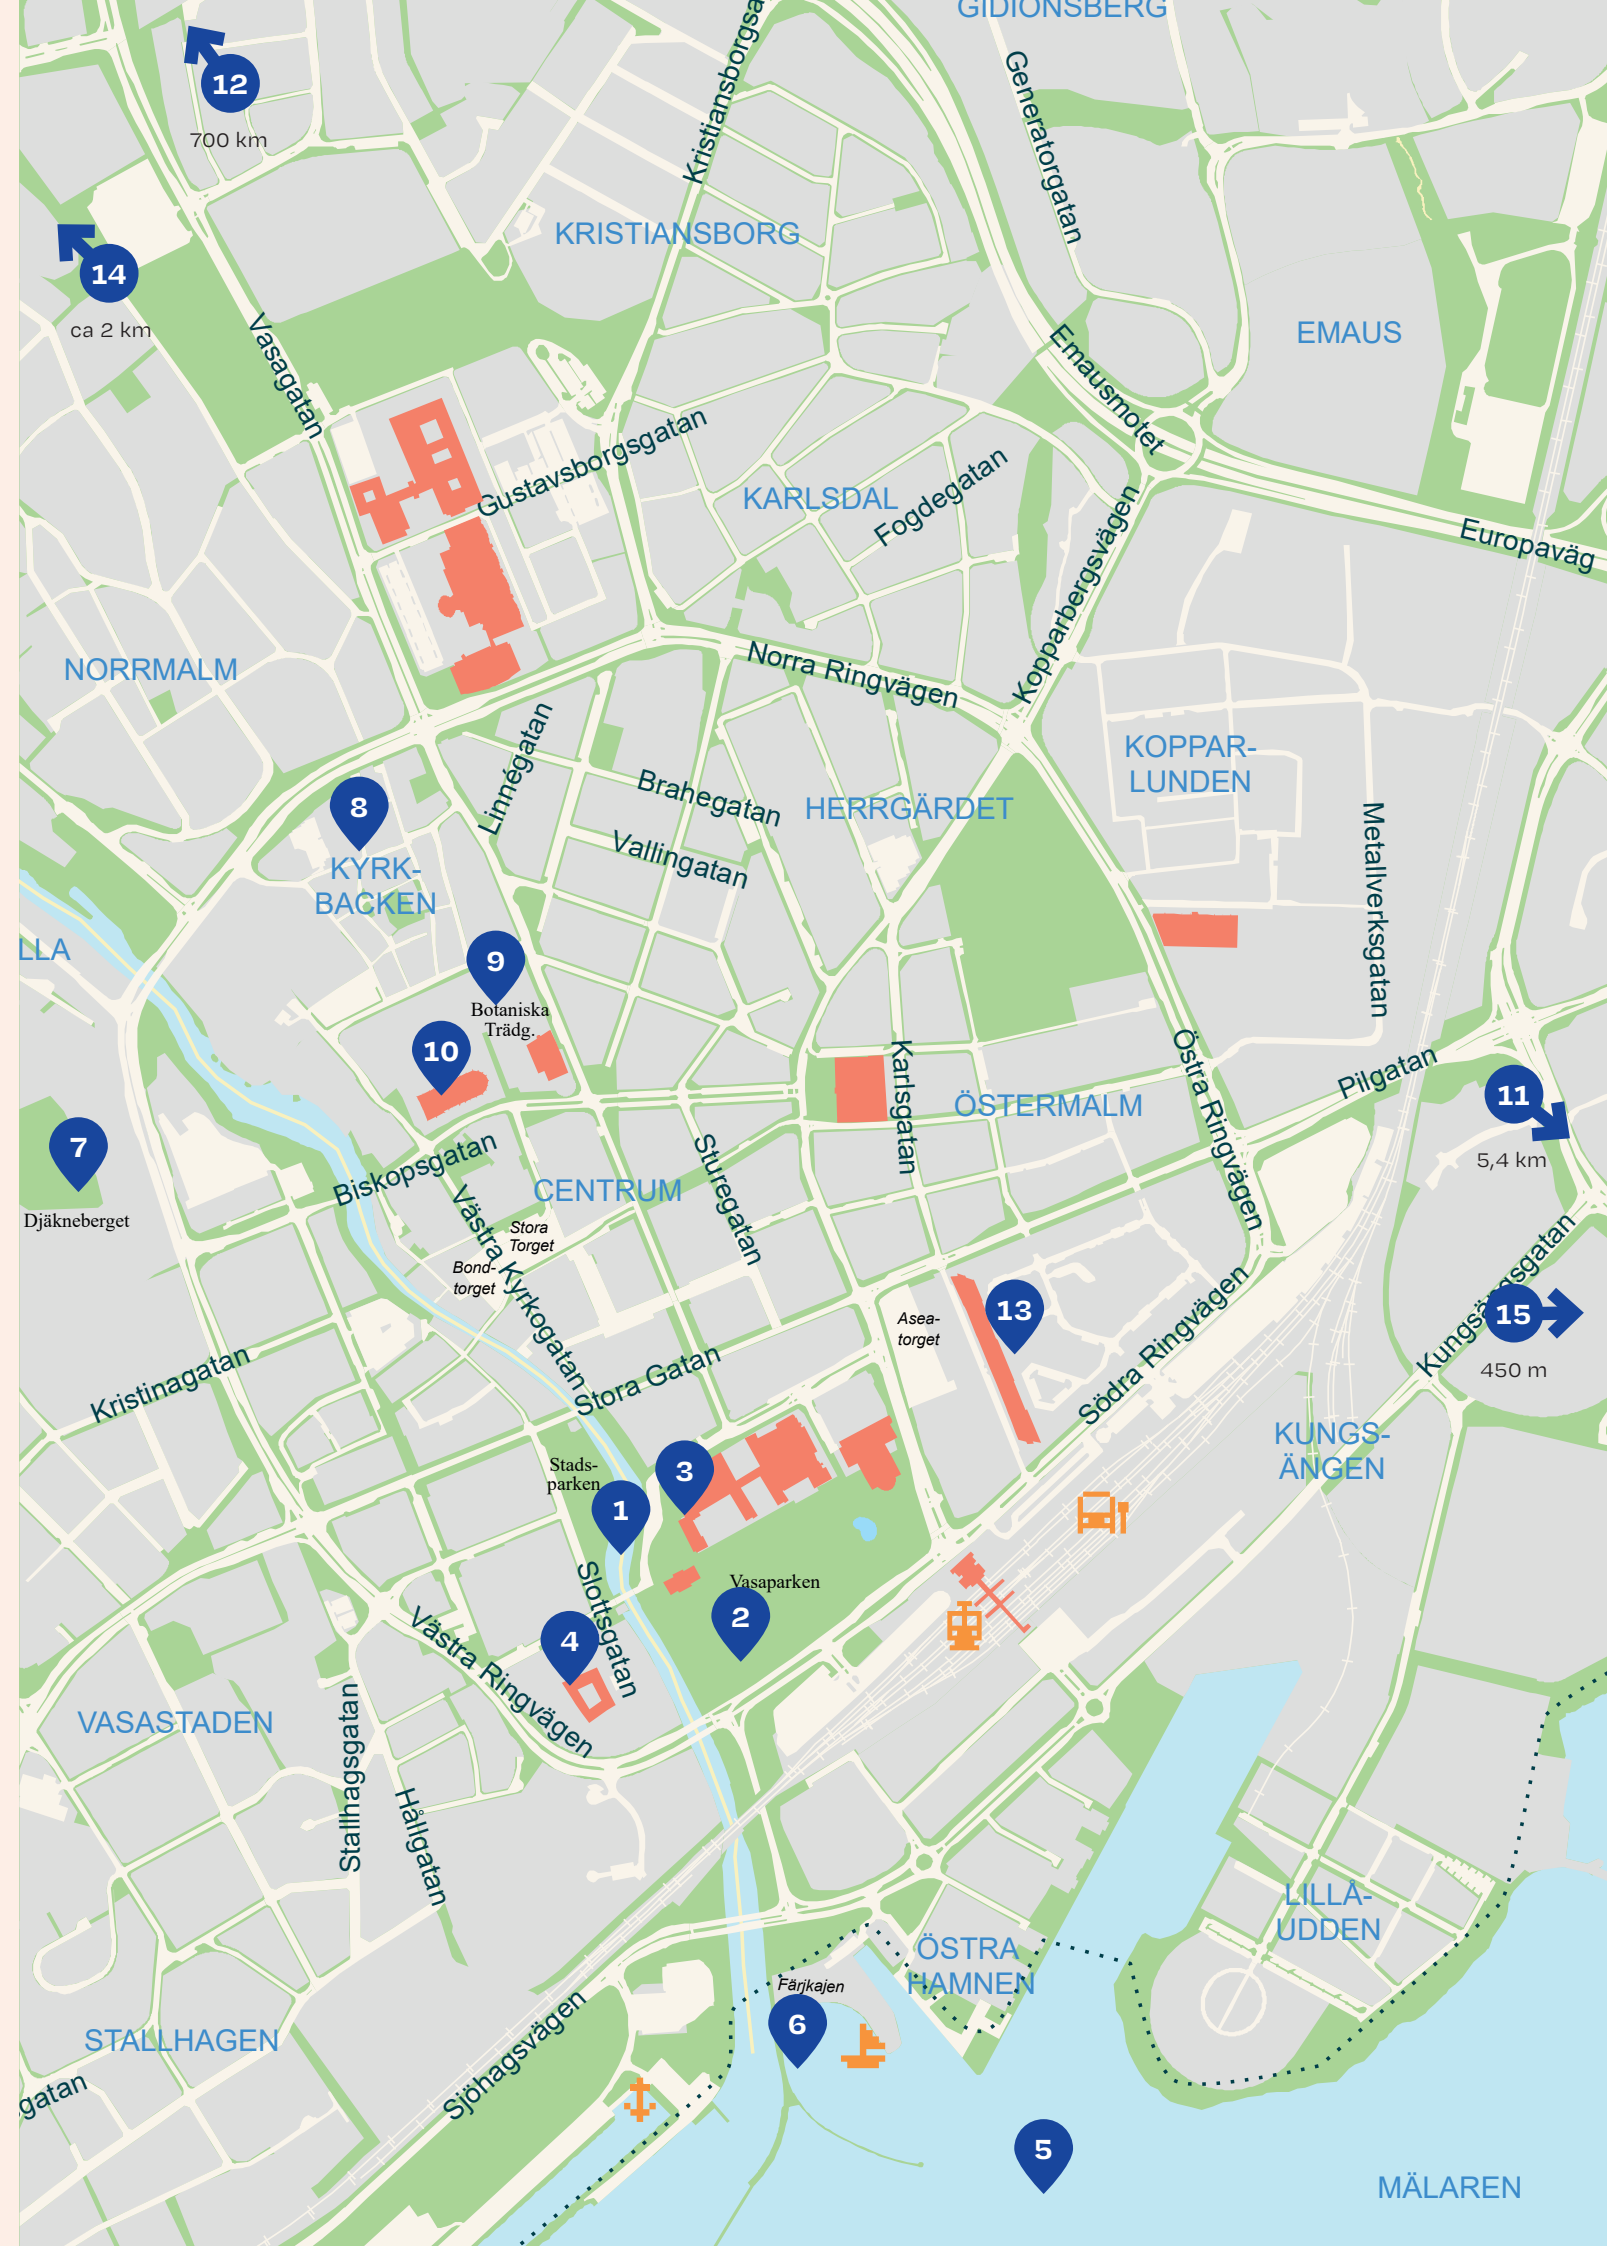 GIDIONSBERG
Kristiansborgsga
Generatorgatan
12
700 km
KRISTIANSBORG
14
ca 2 km
Vasagatan
Emausmotet
EMAUS
Gustavsborgsgatan
KARLSDAL
Fogdegatan
Kopparbergsvägen
Europaväg
NORRMALM
Norra Ringvägen
Linnégatan
KOPPAR-
LUNDEN
Brahegatan
HERRGÄRDET
8
Vallingatan
Metallverksgatan
KYRK-
BACKEN
LLA
9
Botaniska
Trädg.
10
Karlsgatan
Östra Ringvägen
Pilgatan
ÖSTERMALM
11
5,4 km
7
Djäkneberget
Biskopsgatan
Sturegatan
CENTRUM
Västra Kyrkogatan
Stora
Torget
Bond-
torget
Kungsängsgatan
13
15
450 m
Asea-
torget
Södra Ringvägen
Kristinagatan
Stora Gatan
KUNGS-
ÄNGEN
Stads-
parken
3
1
Slottsgatan
Vasaparken
2
4
Västra Ringvägen
VASASTADEN
Stallhagsgatan
Hållgatan
LILLÅ-
UDDEN
ÖSTRA
HAMNEN
Färjkajen
6
STALLHAGEN
Sjöhagsvägen
gatan
5
MÄLAREN